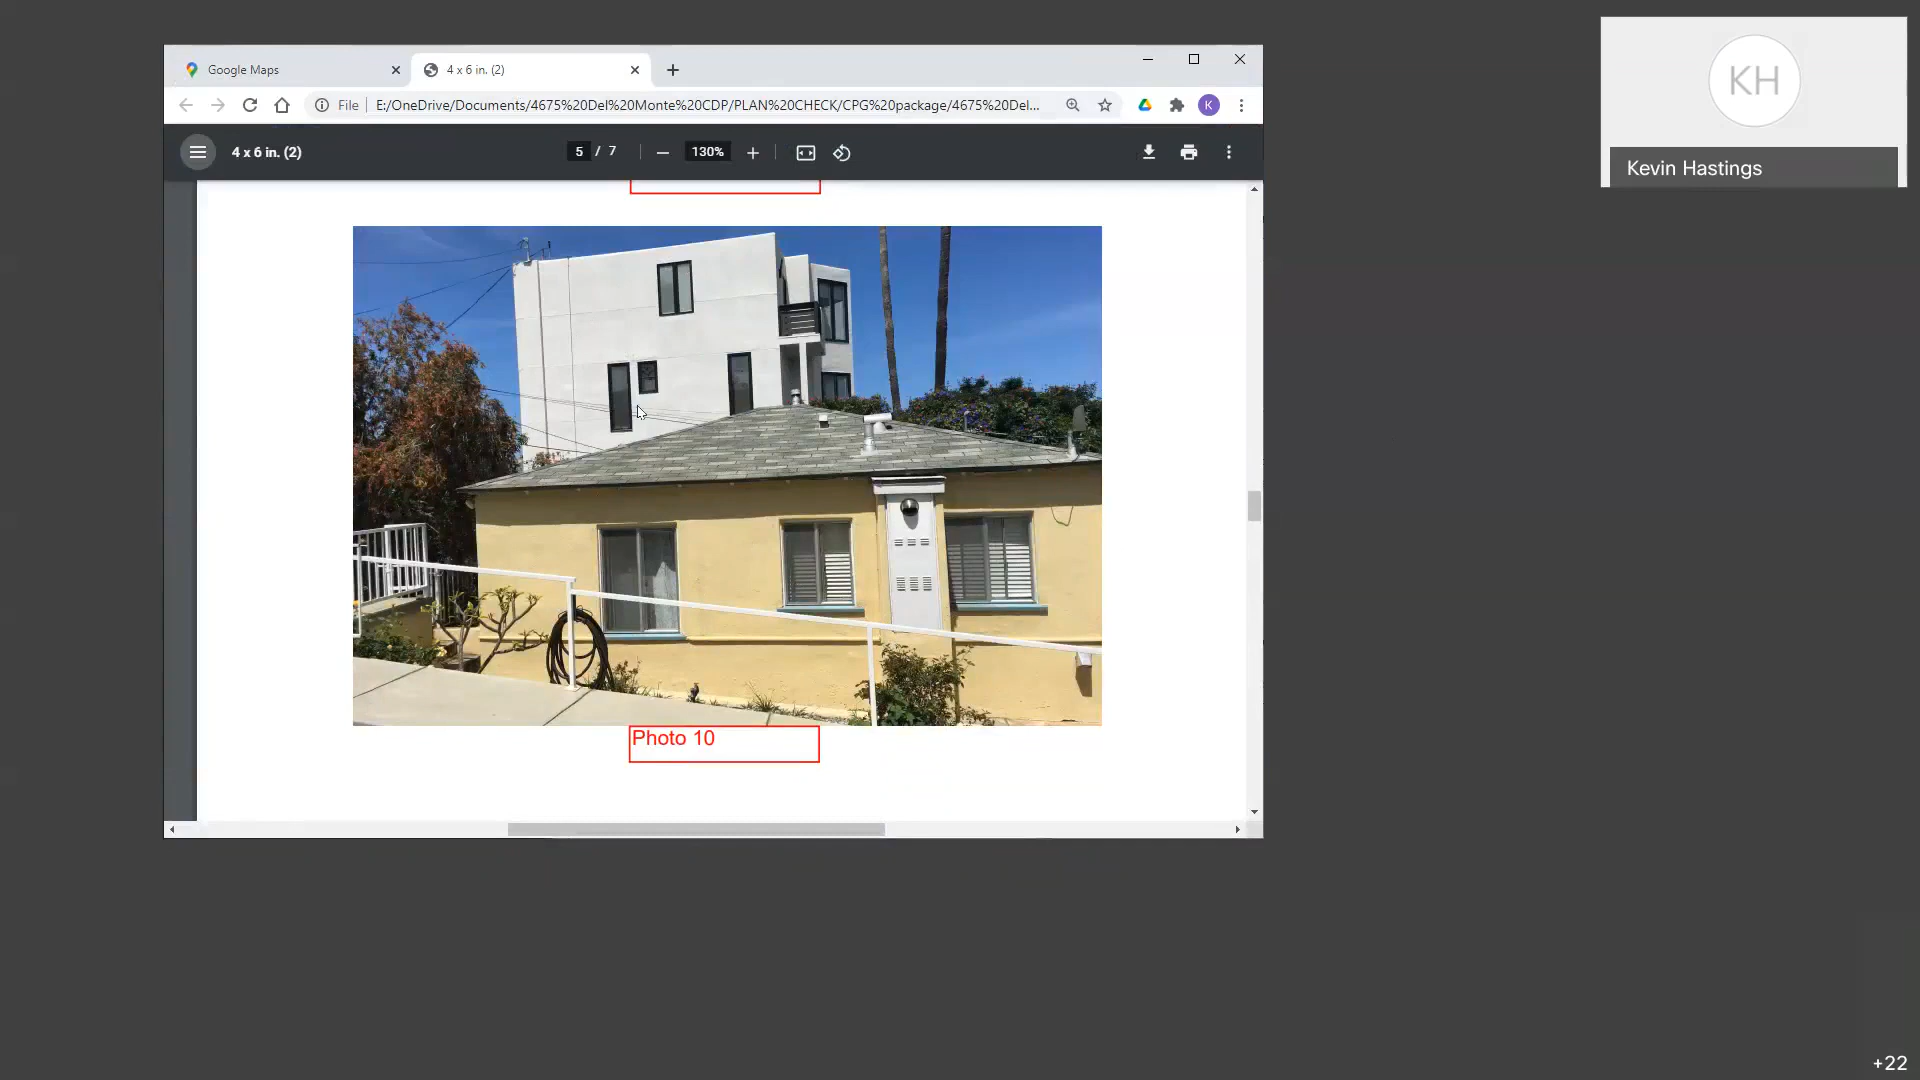 Google Maps
4 x 6 in. (2)
File
E:/OneDrive/Documents/4675%20Del%20Monte%20CDP/PLAN%20CHECK/CPG%20package/4675%20Del...
K
4 x 6 in. (2)
5 / 7
130%
Photo 10
KH
Kevin Hastings
+22